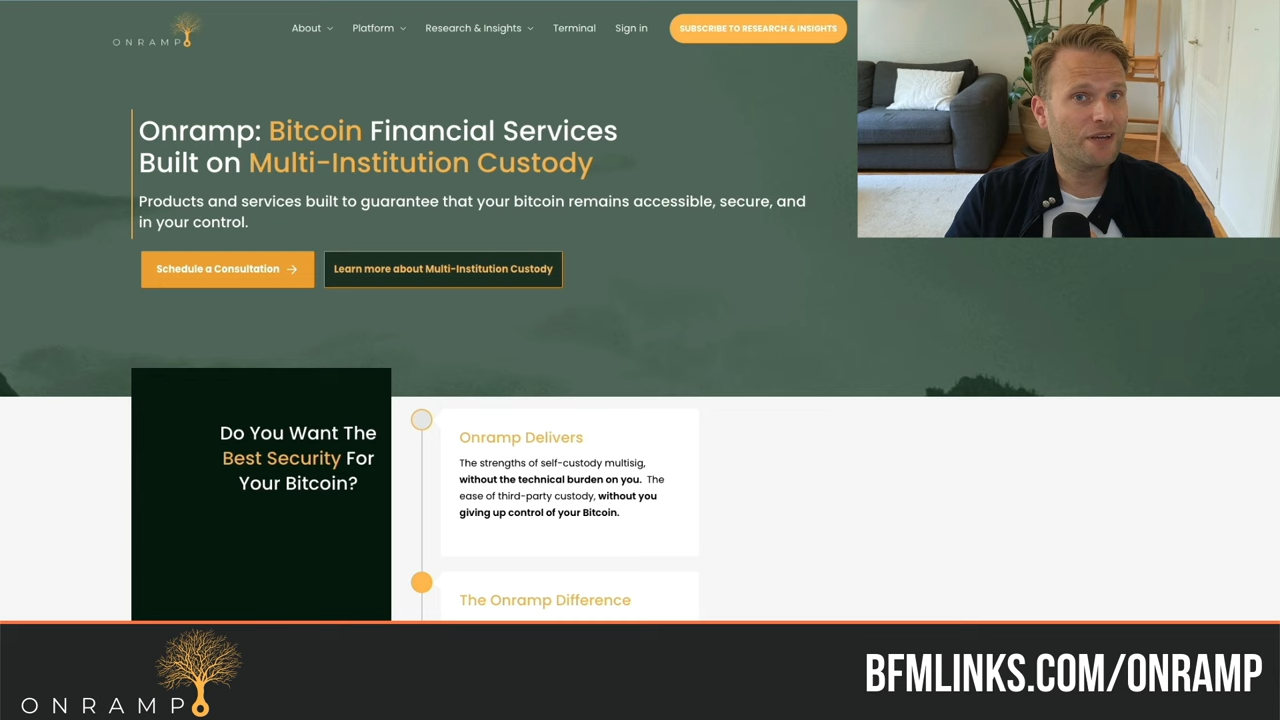 ONRAMP
About
Platform
Research & Insights
Terminal
Sign in
SUBSCRIBE TO RESEARCH & INSIGHTS
Onramp: Bitcoin Financial Services
Built on Multi-Institution Custody
Products and services built to guarantee that your bitcoin remains accessible, secure, and
in your control.
Schedule a Consultation
Learn more about Multi-Institution Custody
Do You Want The
Best Security For
Your Bitcoin?
Onramp Delivers
The strengths of self-custody multisig,
without the technical burden on you. The
ease of third-party custody, without you
giving up control of your Bitcoin.
The Onramp Difference
ONRAMP
BFMLINKS.COM/ONRAMP